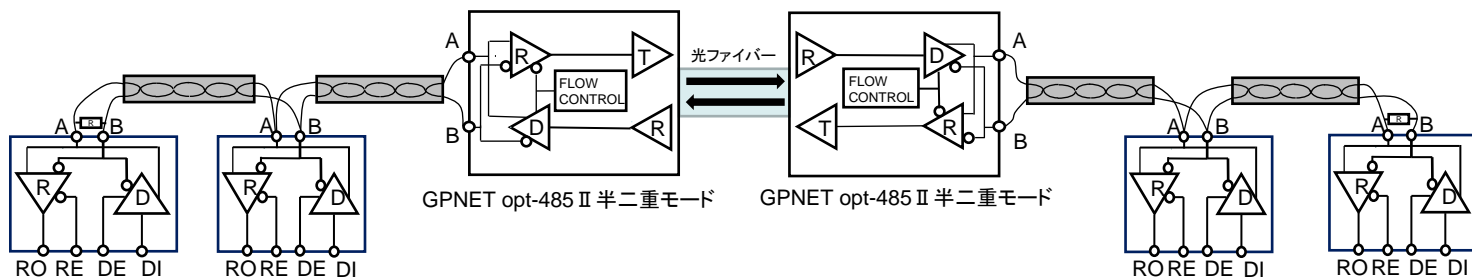 A
B
R
T
FLOW
CONTROL
D
R
GPNET opt-485Ⅱ半二重モード
光ファイバー
R
D
FLOW
CONTROL
T
R
A
B
GPNET opt-485Ⅱ半二重モード
A R B
R D
RO RE DE DI
A B
R D
RO RE DE DI
A B
R D
RO RE DE DI
A R B
R D
RO RE DE DI